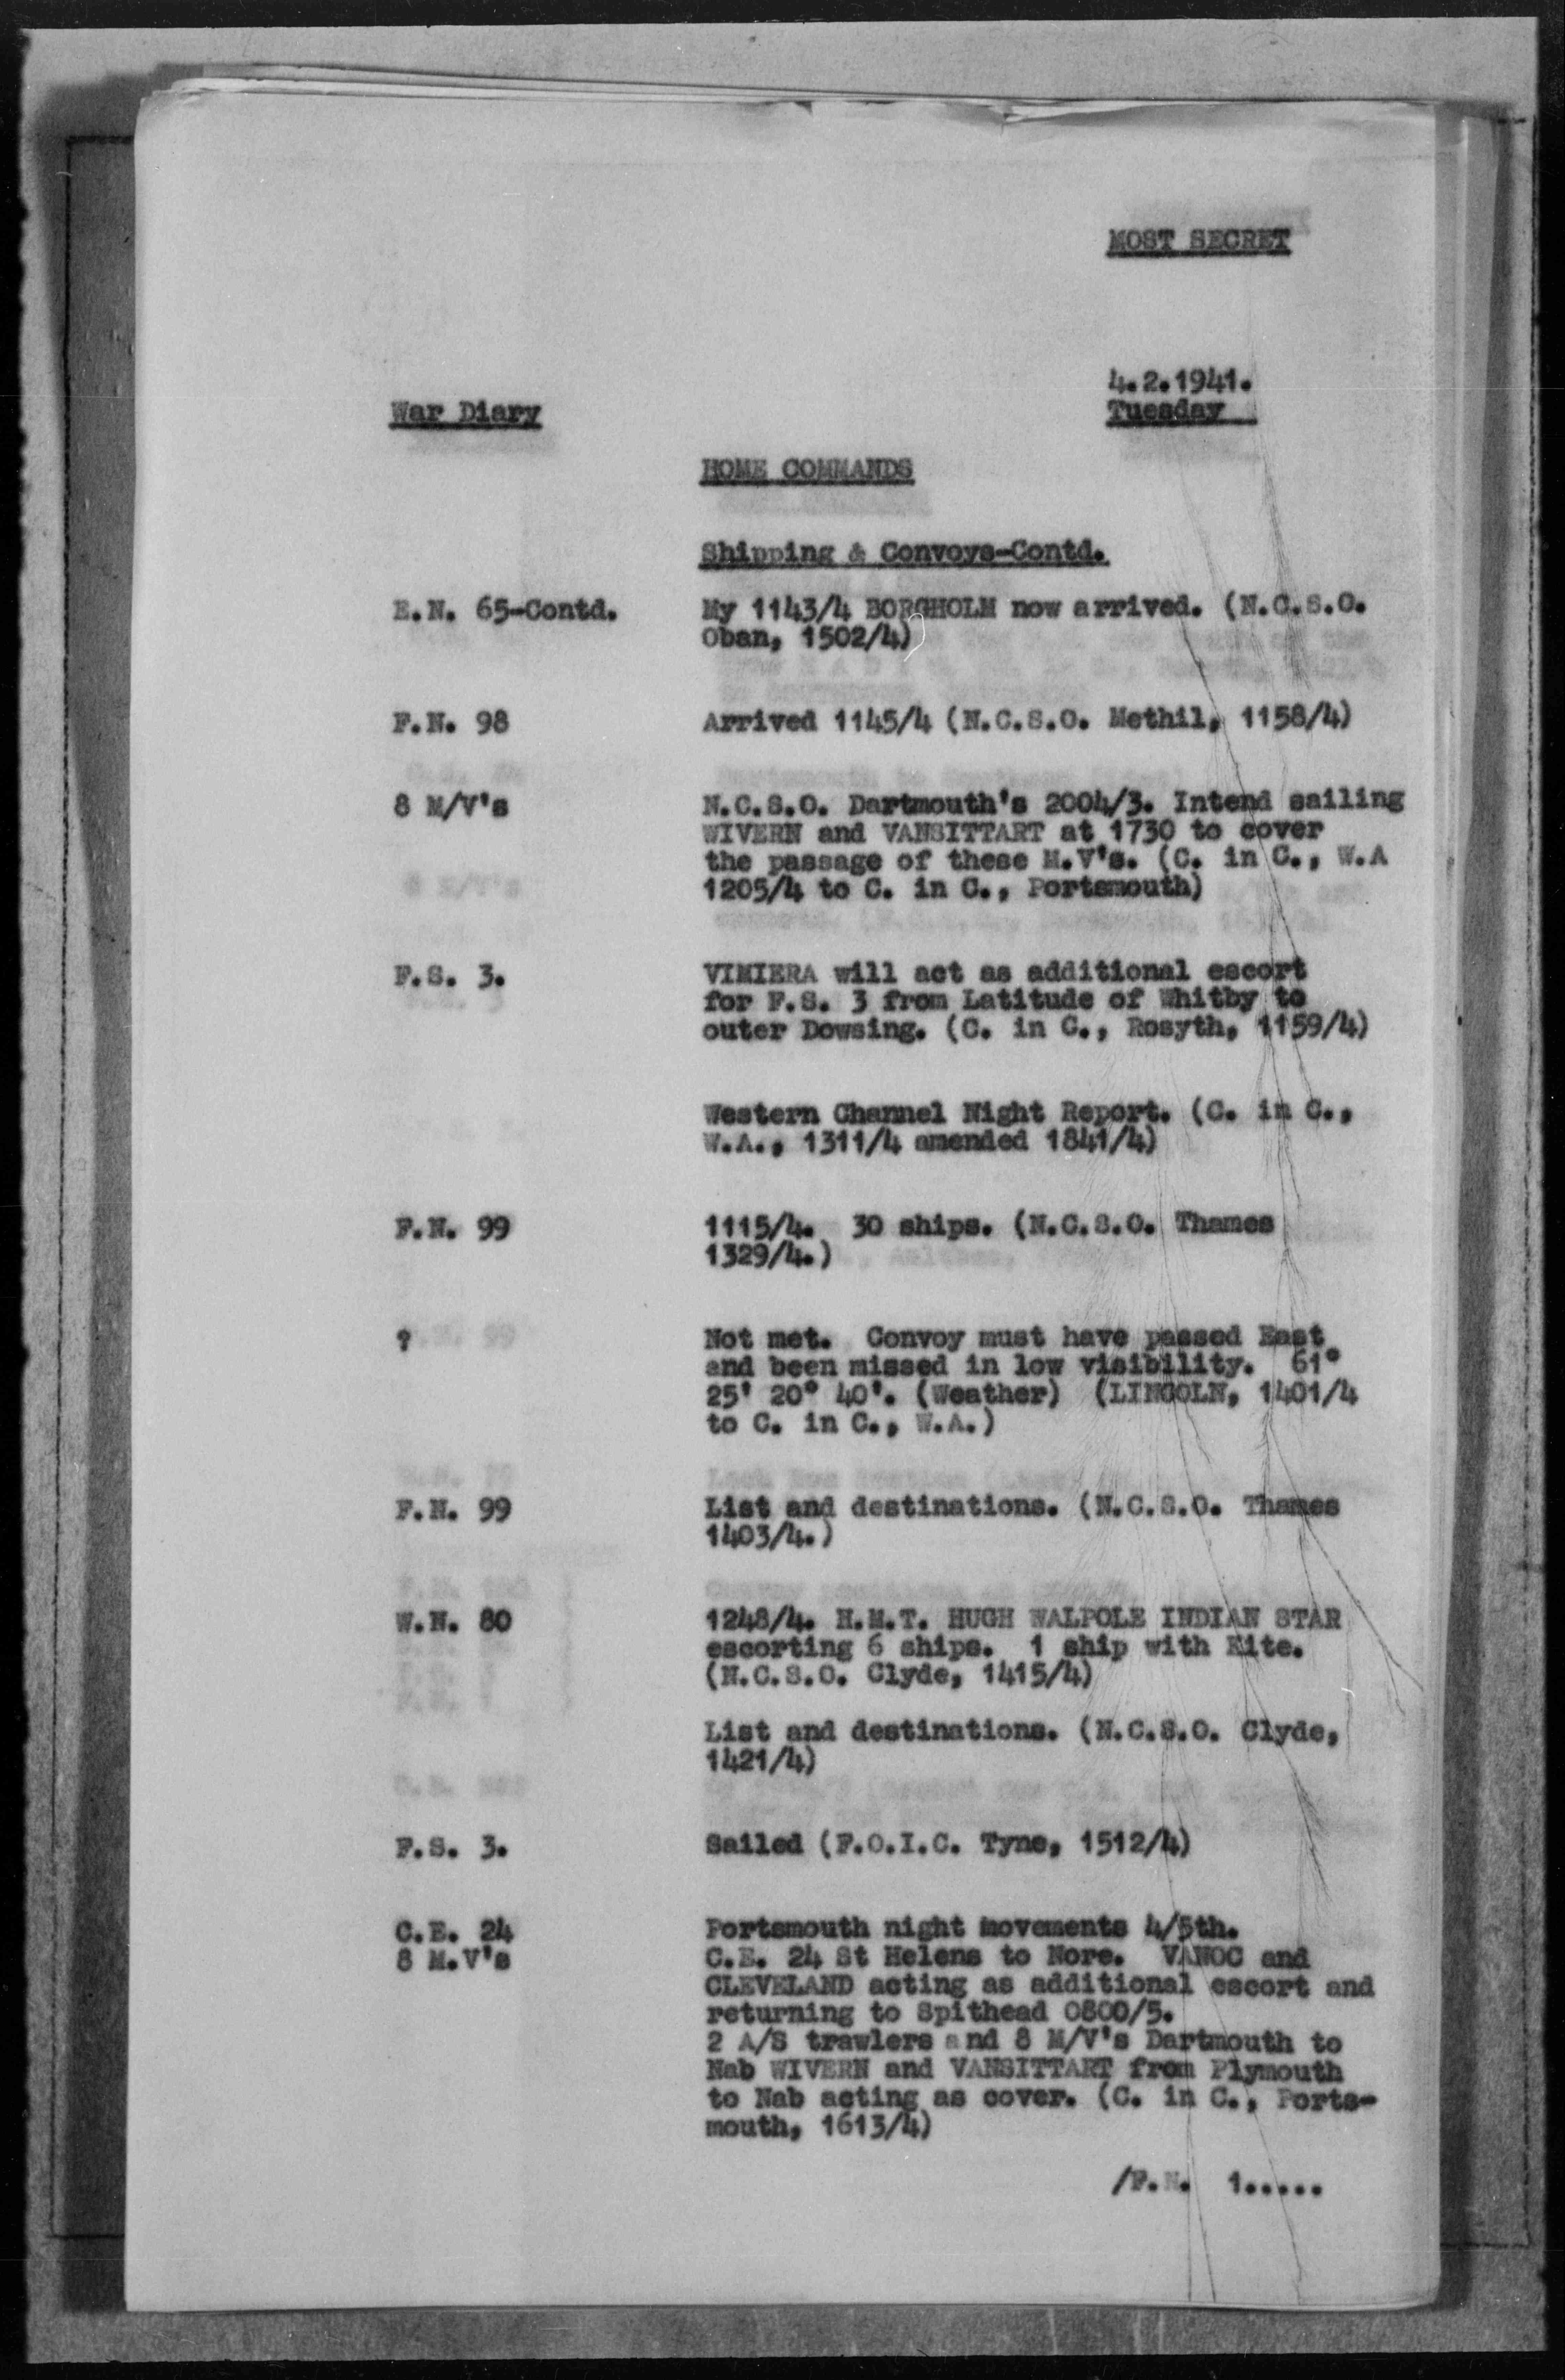 MOST SECRET
4.2.1941.
War Diary
Tuesday
HOME COMMANDS
Shipping & Convoys-Contd.
E.N. 65-Contd. My 1143/4 BORGHOLM now arrived. (N.C.S.O.
Oban, 1502/4)
F.N. 98 Arrived 1145/4 (N.C.S.O. Methil, 1158/4)
8 M/V's N.C.S.O. Dartmouth's 2004/3. Intend sailing
WIVERN and VANSITTART at 1730 to cover
the passage of these M.V's. (C. in C., W.A
1205/4 to C. in C., Portsmouth)
F.S. 3. VIMIERA will act as additional escort
for F.S. 3 from Latitude of Whitby to
outer Dowsing. (C. in C., Rosyth, 1159/4)
Western Channel Night Report. (C. in C.,
W.A., 1311/4 amended 1841/4)
F.N. 99 1115/4. 30 ships. (N.C.S.O. Thames
1329/4.)
? Not met. Convoy must have passed East
and been missed in low visibility. 61°
25' 20° 40'. (Weather) (LINCOLN, 1401/4
to C. in C., W.A.)
F.N. 99 List and destinations. (N.C.S.O. Thames
1403/4.)
W.N. 80 1248/4. H.M.T. HUGH WALPOLE INDIAN STAR
escorting 6 ships. 1 ship with Kite.
(N.C.S.O. Clyde, 1415/4)
List and destinations. (N.C.S.O. Clyde,
1421/4)
F.S. 3. Sailed (F.O.I.C. Tyne, 1512/4)
C.E. 24 Portsmouth night movements 4/5th.
8 M.V's C.E. 24 St Helens to Nore. VANOC and
CLEVELAND acting as additional escort and
returning to Spithead 0800/5.
2 A/S trawlers and 8 M/V's Dartmouth to
Nab WIVERN and VANSITTART from Plymouth
to Nab acting as cover. (C. in C., Ports-
mouth, 1613/4)
/F.N. 1.....